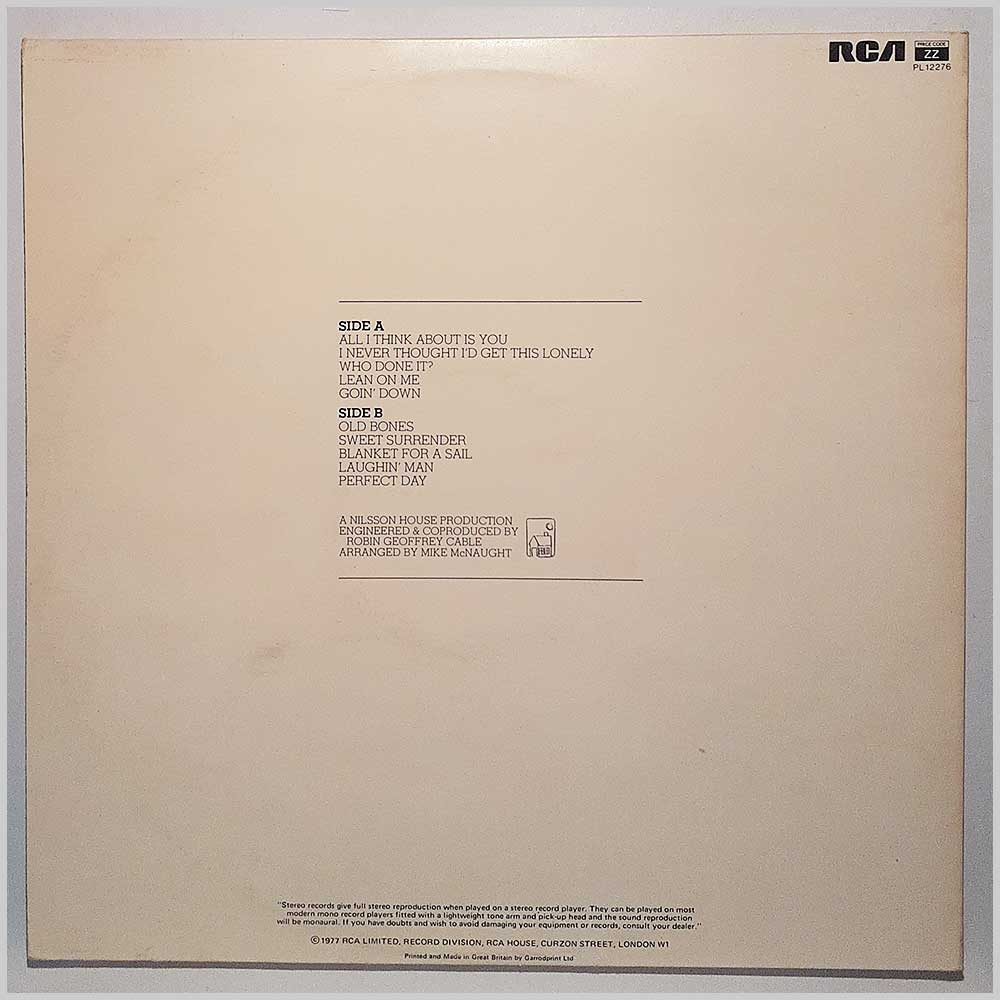 RCA PRICE CODE
ZZ
PL 12276
SIDE A
ALL I THINK ABOUT IS YOU
I NEVER THOUGHT I'D GET THIS LONELY
WHO DONE IT?
LEAN ON ME
GOIN' DOWN
SIDE B
OLD BONES
SWEET SURRENDER
BLANKET FOR A SAIL
LAUGHIN' MAN
PERFECT DAY
A NILSSON HOUSE PRODUCTION
ENGINEERED & COPRODUCED BY
ROBIN GEOFFREY CABLE
ARRANGED BY MIKE McNAUGHT
"Stereo records give full stereo reproduction when played on a stereo record player. They can be played on most
modern mono record players fitted with a lightweight tone arm and pick-up head and the sound reproduction
will be monaural. If you have doubts and wish to avoid damaging your equipment or records, consult your dealer."
© 1977 RCA LIMITED, RECORD DIVISION, RCA HOUSE, CURZON STREET, LONDON W1
Printed and Made in Great Britain by Garrodprint Ltd